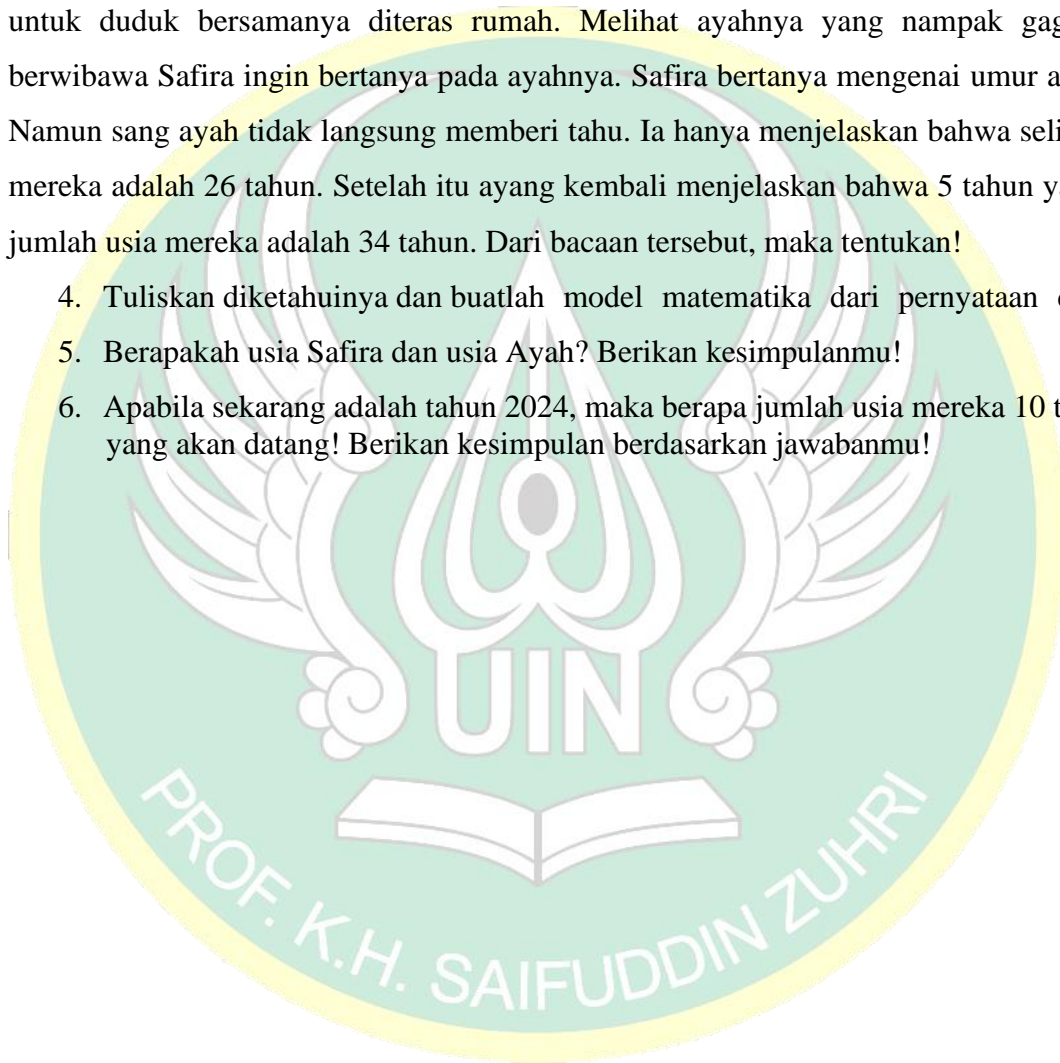 untuk duduk bersamanya diteras rumah. Melihat ayahnya yang nampak gag
berwibawa Safira ingin bertanya pada ayahnya. Safira bertanya mengenai umur a
Namun sang ayah tidak langsung memberi tahu. Ia hanya menjelaskan bahwa seli
mereka adalah 26 tahun. Setelah itu ayang kembali menjelaskan bahwa 5 tahun ya
jumlah usia mereka adalah 34 tahun. Dari bacaan tersebut, maka tentukan!
4. Tuliskan diketahuinya dan buatlah model matematika dari pernyataan
5. Berapakah usia Safira dan usia Ayah? Berikan kesimpulanmu!
6. Apabila sekarang adalah tahun 2024, maka berapa jumlah usia mereka 10 t
yang akan datang! Berikan kesimpulan berdasarkan jawabanmu!
UIN
PROF. K.H. SAIFUDDIN ZUHRI